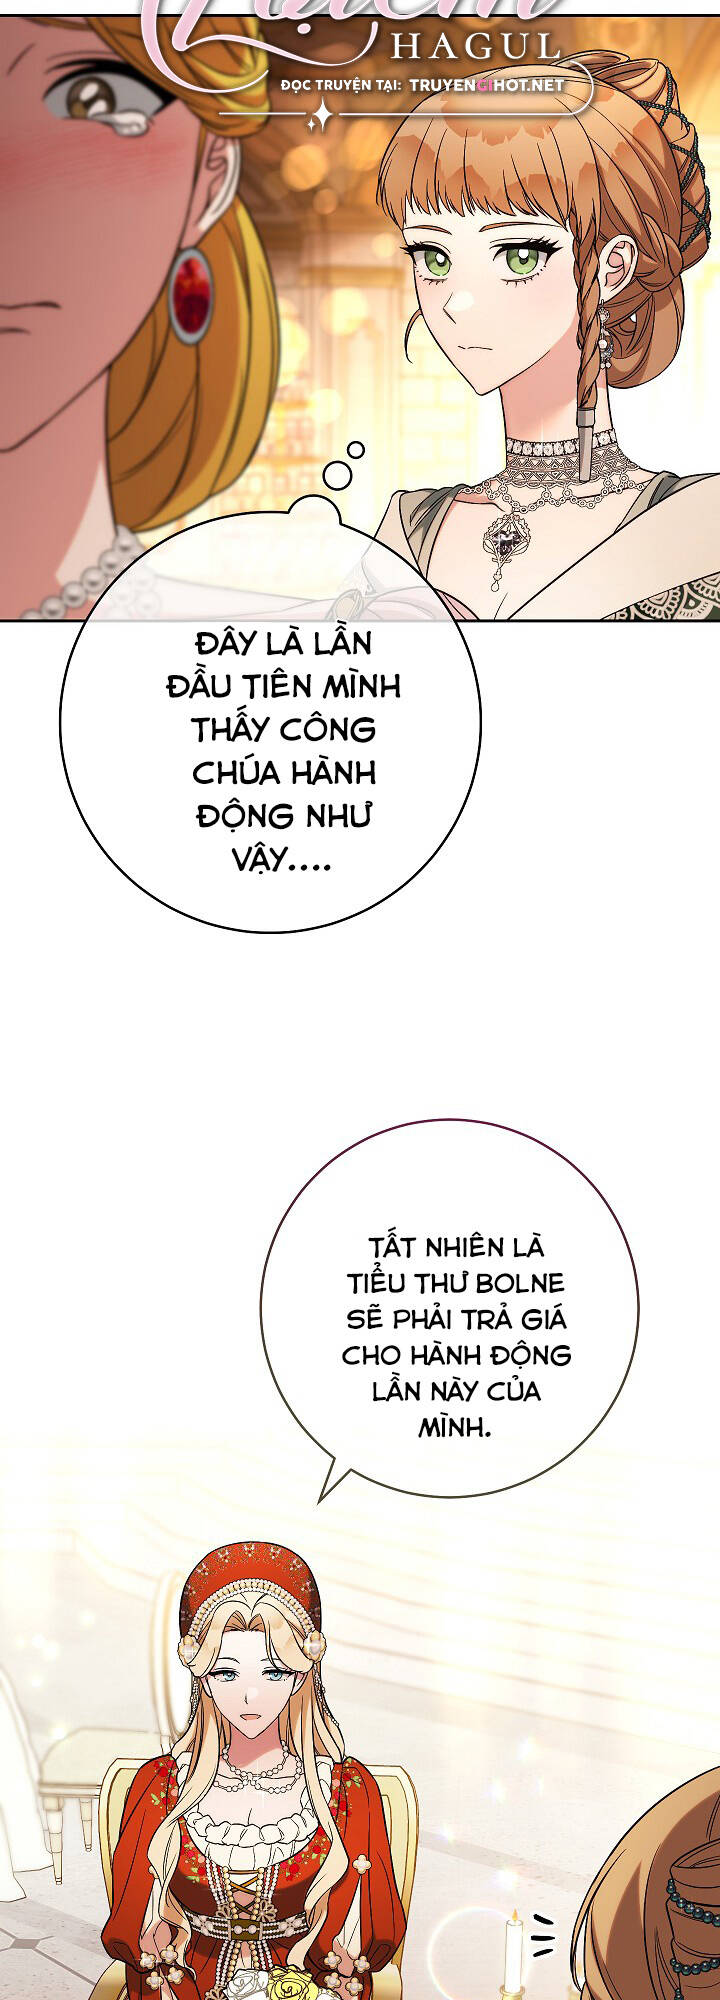 HAGUL
ĐỌC TRUYỆN TẠI: TRUYENGIHOT.NET
ĐÂY LÀ LẦN
ĐẦU TIÊN MÌNH
THẤY CÔNG
CHÚA HÀNH
ĐỘNG NHƯ
VẬY....
TẤT NHIÊN LÀ
TIỂU THƯ BOLNE
SẼ PHẢI TRẢ GIÁ
CHO HÀNH ĐỘNG
LẦN NÀY CỦA
MÌNH.